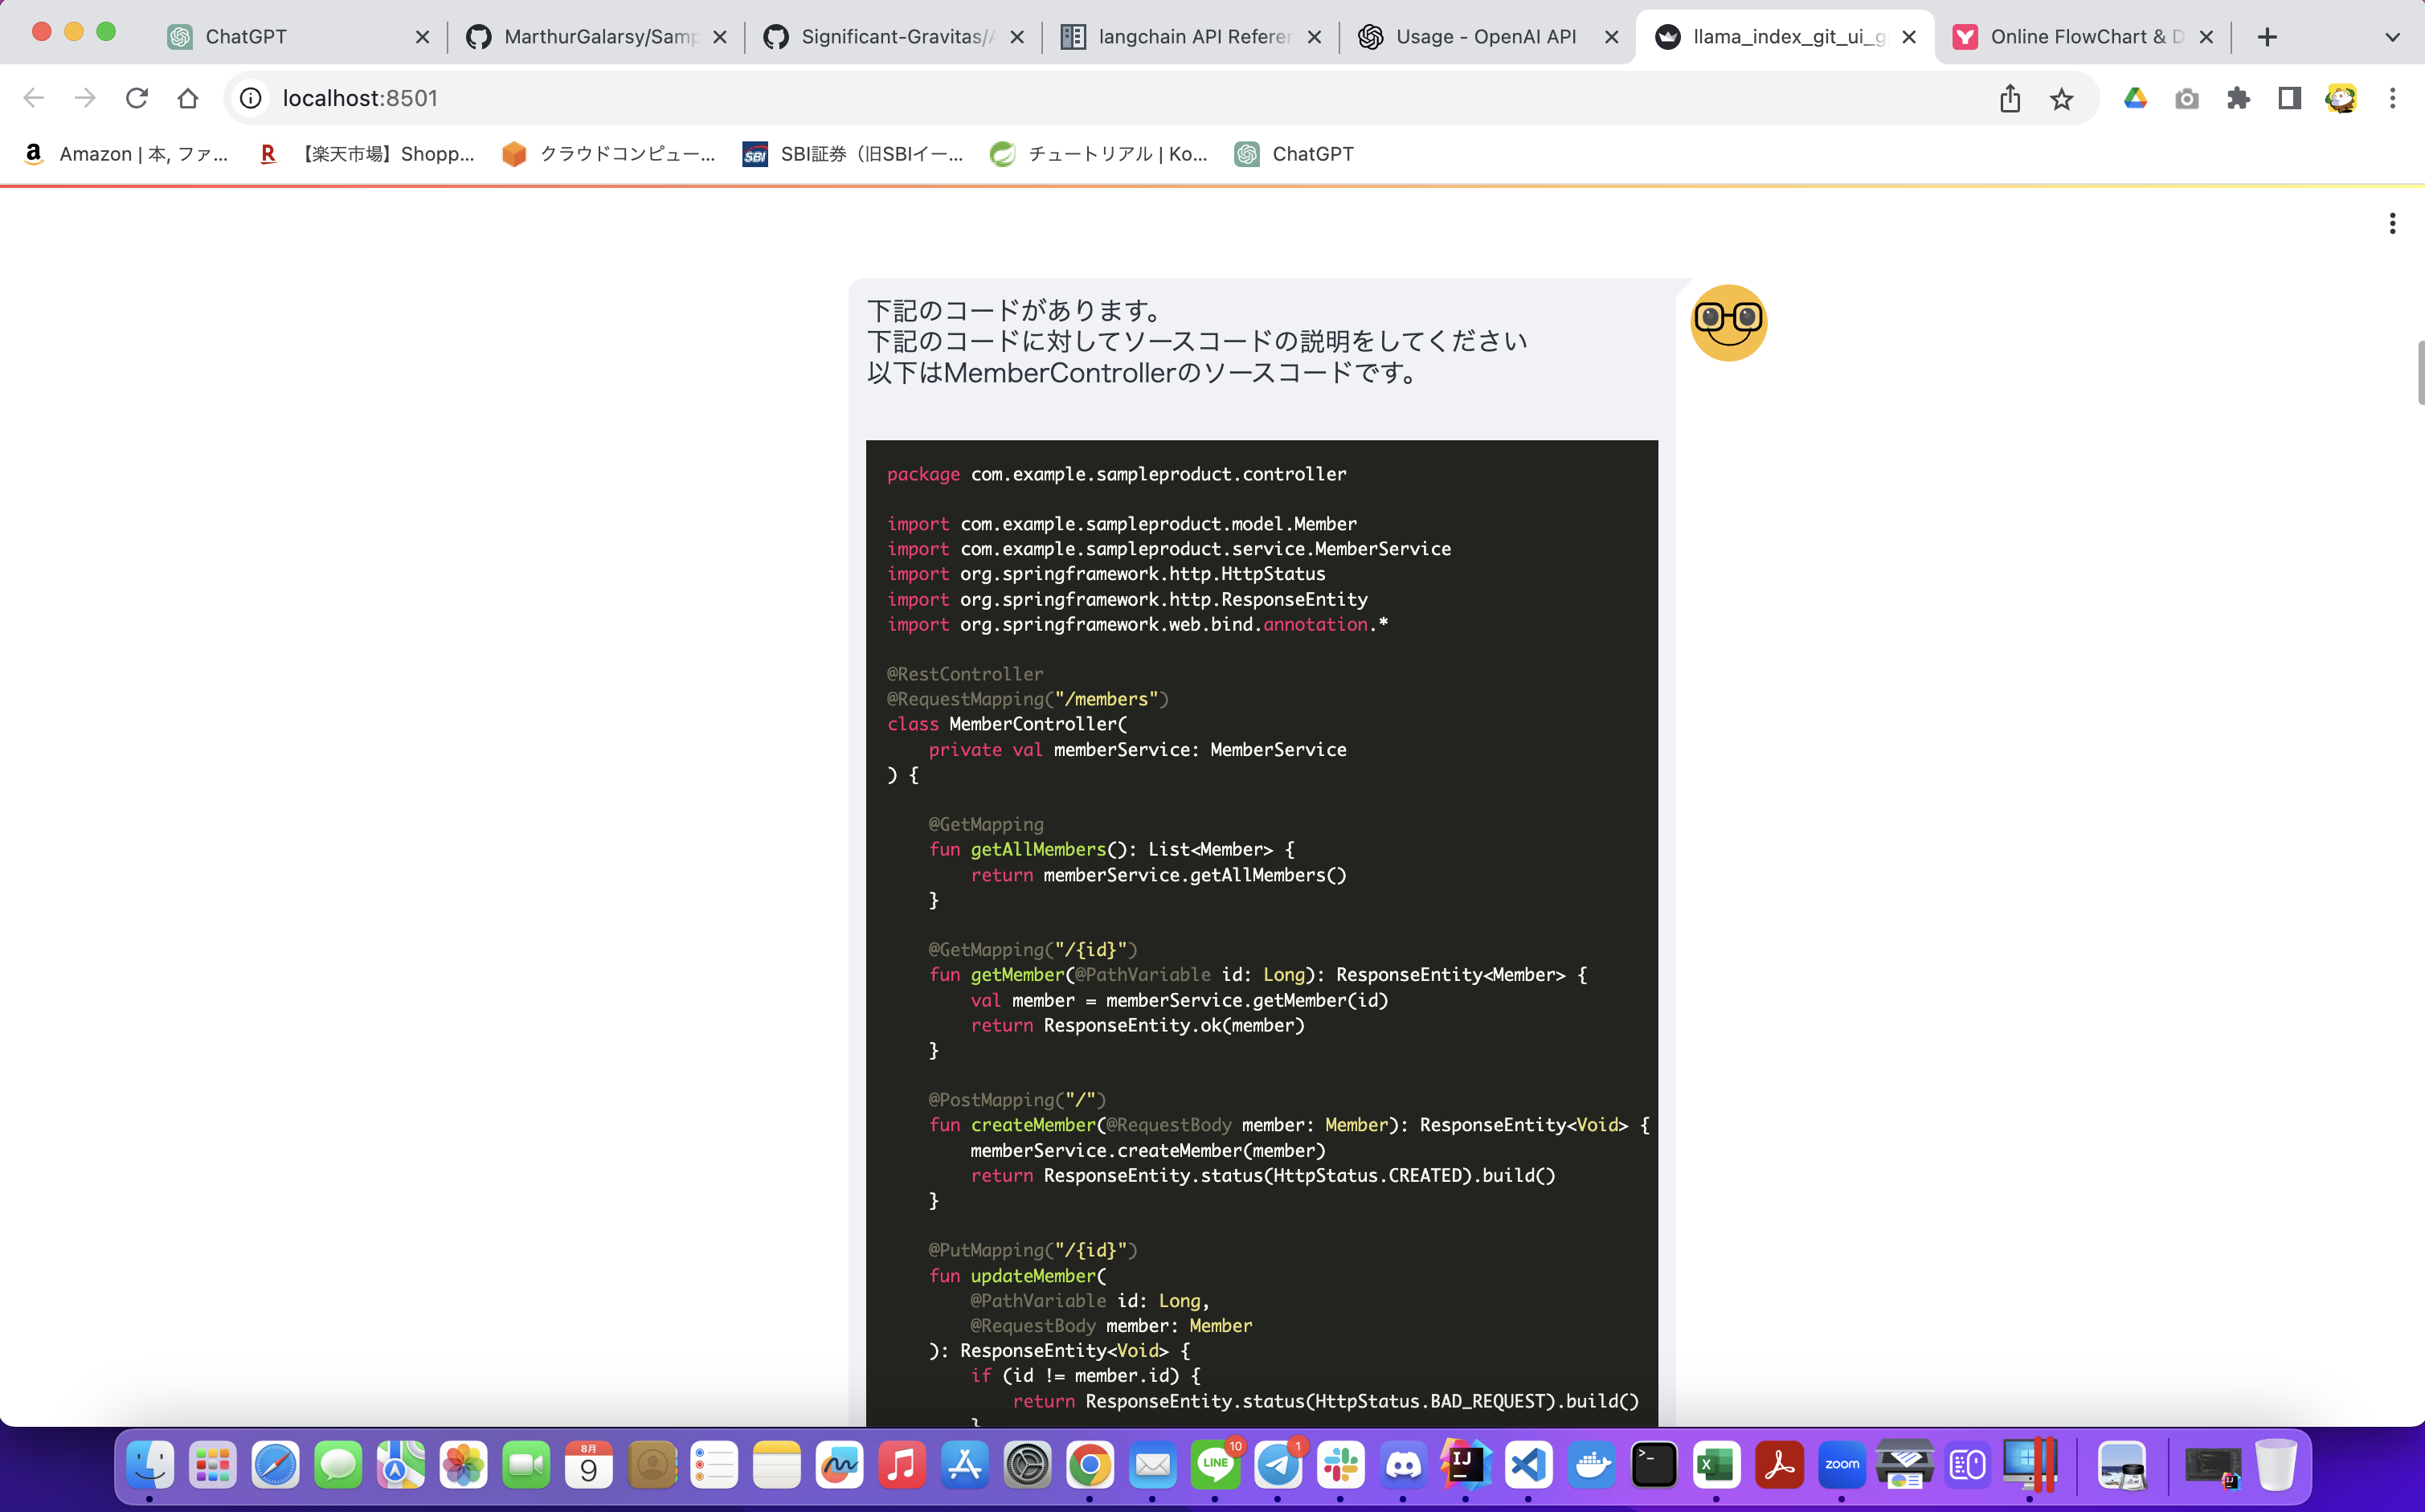 ChatGPT
MarthurGalarsy/Samp
Significant-Gravitas/A
langchain API Referen
Usage - OpenAI API
llama_index_git_ui_g
Online FlowChart & D
localhost:8501
Amazon | 本, ファ...
【楽天市場】Shopp...
クラウドコンピュー...
SBI証券（旧SBIイー...
チュートリアル | Ko...
ChatGPT
下記のコードがあります。
下記のコードに対してソースコードの説明をしてください
以下はMemberControllerのソースコードです。
package com.example.sampleproduct.controller
import com.example.sampleproduct.model.Member
import com.example.sampleproduct.service.MemberService
import org.springframework.http.HttpStatus
import org.springframework.http.ResponseEntity
import org.springframework.web.bind.annotation.*
@RestController
@RequestMapping("/members")
class MemberController(
    private val memberService: MemberService
) {
    @GetMapping
    fun getAllMembers(): List<Member> {
        return memberService.getAllMembers()
    }
    @GetMapping("/{id}")
    fun getMember(@PathVariable id: Long): ResponseEntity<Member> {
        val member = memberService.getMember(id)
        return ResponseEntity.ok(member)
    }
    @PostMapping("/")
    fun createMember(@RequestBody member: Member): ResponseEntity<Void> {
        memberService.createMember(member)
        return ResponseEntity.status(HttpStatus.CREATED).build()
    }
    @PutMapping("/{id}")
    fun updateMember(
        @PathVariable id: Long,
        @RequestBody member: Member
    ): ResponseEntity<Void> {
        if (id != member.id) {
            return ResponseEntity.status(HttpStatus.BAD_REQUEST).build()
        }
8月
9
LINE
10
1
IJ
X
zoom